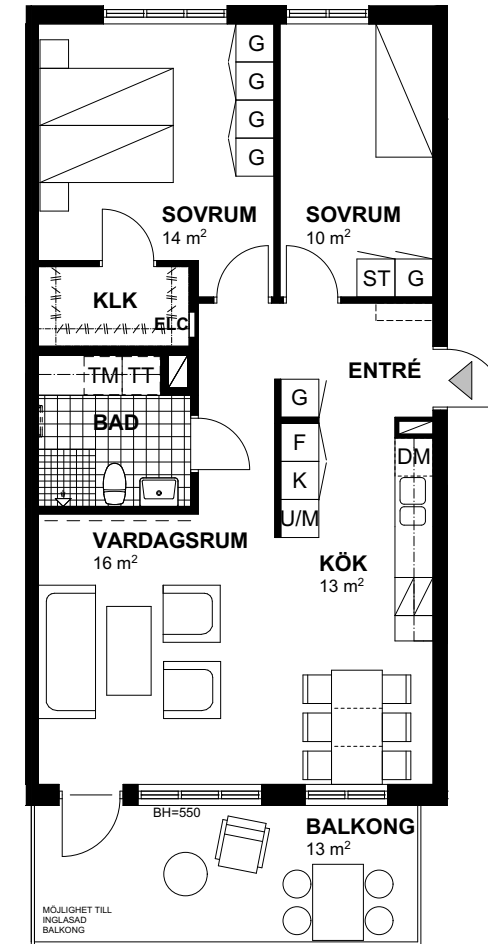 G
G
G
G
SOVRUM
14 m²
SOVRUM
10 m²
ST G
KLK
ELC
ENTRÉ
TM TT
G
BAD
F
DM
K
U/M
VARDAGSRUM
16 m²
KÖK
13 m²
BH=550
BALKONG
13 m²
MÖJLIGHET TILL
INGLASAD
BALKONG